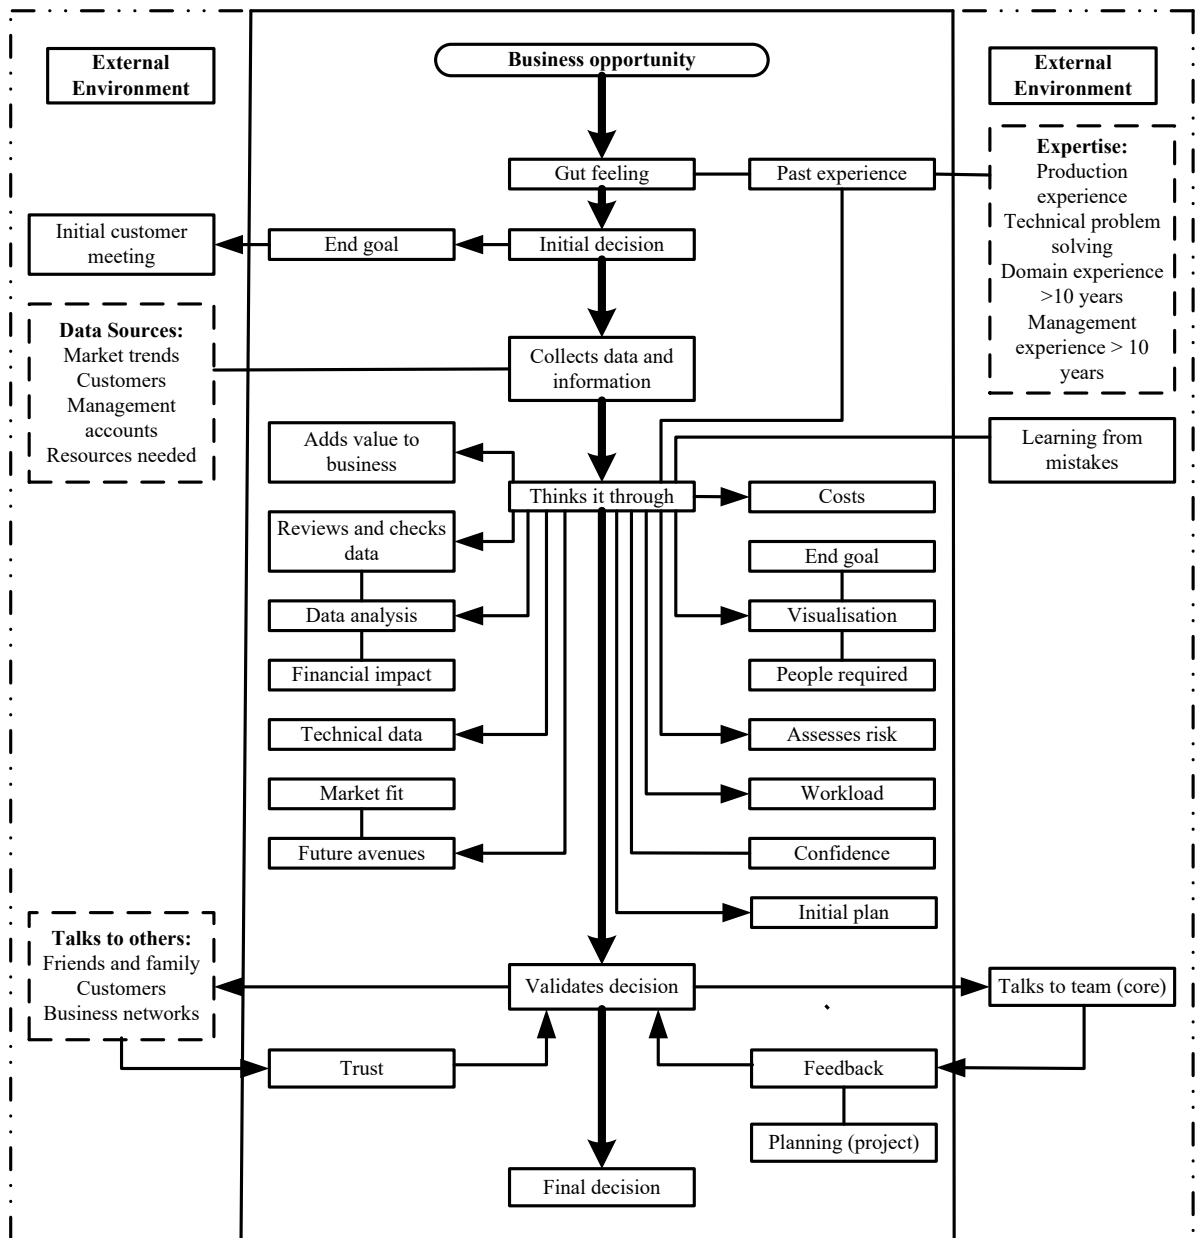 External
Environment
Business opportunity
External
Environment
Expertise:
Production
experience
Technical problem
solving
Domain experience
>10 years
Management
experience > 10
years
Gut feeling
Past experience
Initial customer
meeting
End goal
Initial decision
Data Sources:
Market trends
Customers
Management
accounts
Resources needed
Collects data and
information
Adds value to
business
Learning from
mistakes
Thinks it through
Costs
Reviews and checks
data
End goal
Data analysis
Visualisation
Financial impact
People required
Technical data
Assesses risk
Market fit
Workload
Future avenues
Confidence
Initial plan
Talks to others:
Friends and family
Customers
Business networks
Validates decision
Talks to team (core)
Trust
Feedback
Planning (project)
Final decision